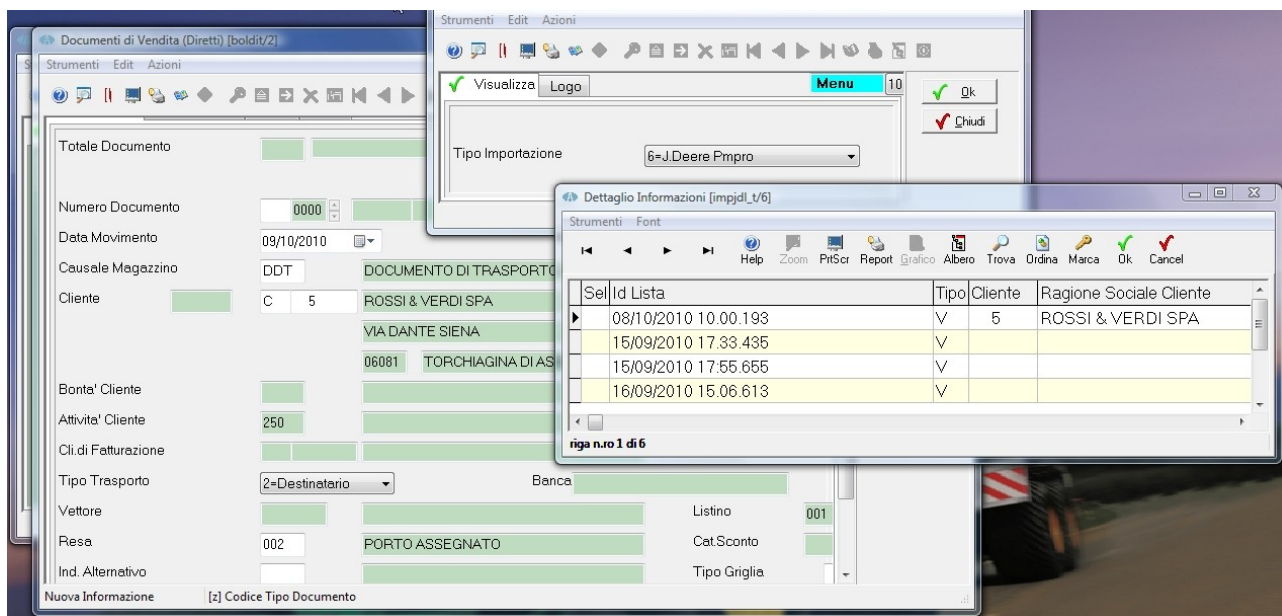 Strumenti Edit Azioni
Visualizza Logo Menu 10
Ok
Chiudi
Tipo Importazione 6=J.Deere Pmpro
Documenti di Vendita (Diretti) [boldit/2]
Strumenti Edit Azioni
Totale Documento
Numero Documento 0000
Data Movimento 09/10/2010
Causale Magazzino DDT DOCUMENTO DI TRASPORTO
Cliente C 5 ROSSI & VERDI SPA
VIA DANTE SIENA
06081 TORCHIAGINA DI AS
Bonta' Cliente
Attivita' Cliente 250
Cli.di Fatturazione
Tipo Trasporto 2=Destinatario Banca
Vettore Listino 001
Resa 002 PORTO ASSEGNATO Cat.Sconto
Ind. Alternativo Tipo Griglia
Nuova Informazione [z] Codice Tipo Documento
Dettaglio Informazioni [impjdl_t/6]
Strumenti Font
Help Zoom PrtScr Report Grafico Albero Trova Ordina Marca Ok Cancel
Sel Id Lista Tipo Cliente Ragione Sociale Cliente
08/10/2010 10.00.193 V 5 ROSSI & VERDI SPA
15/09/2010 17.33.435 V
15/09/2010 17:55.655 V
16/09/2010 15.06.613 V
riga n.ro 1 di 6